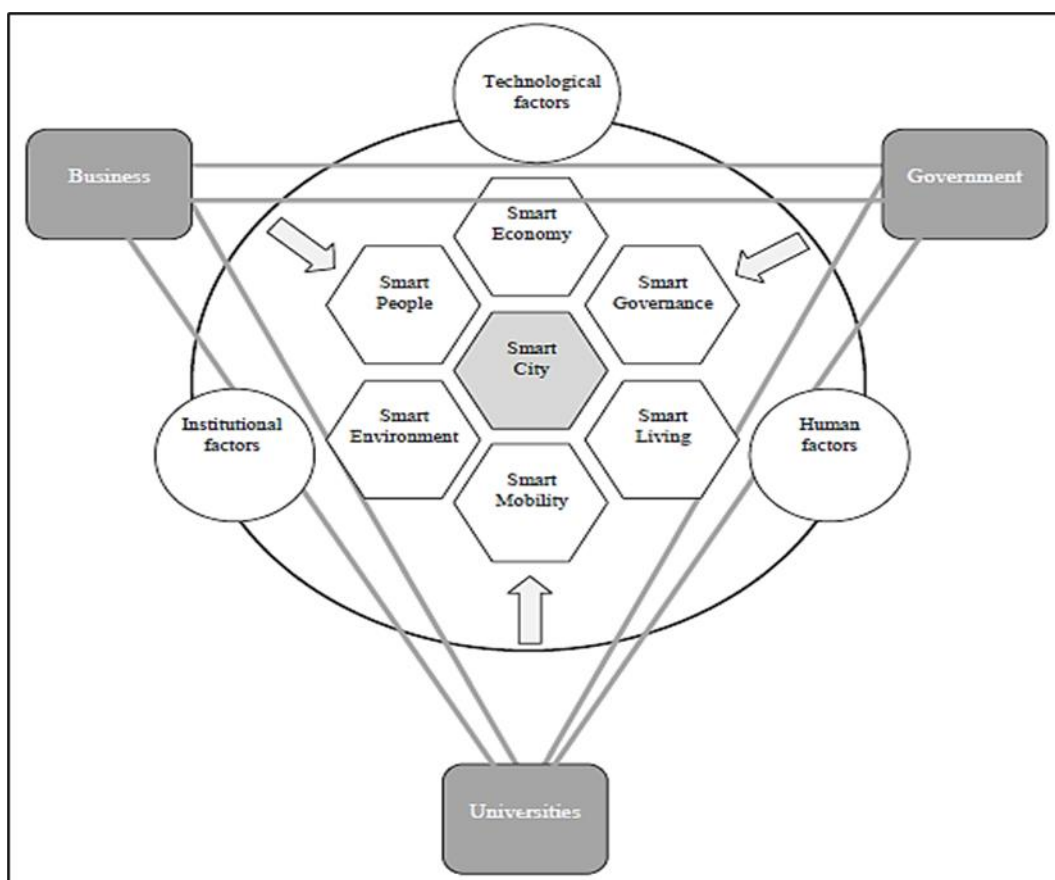 Technological
factors
Business
Government
Smart
Economy
Smart
People
Smart
Governance
Smart
City
Smart
Environment
Smart
Living
Institutional
factors
Human
factors
Smart
Mobility
Universities